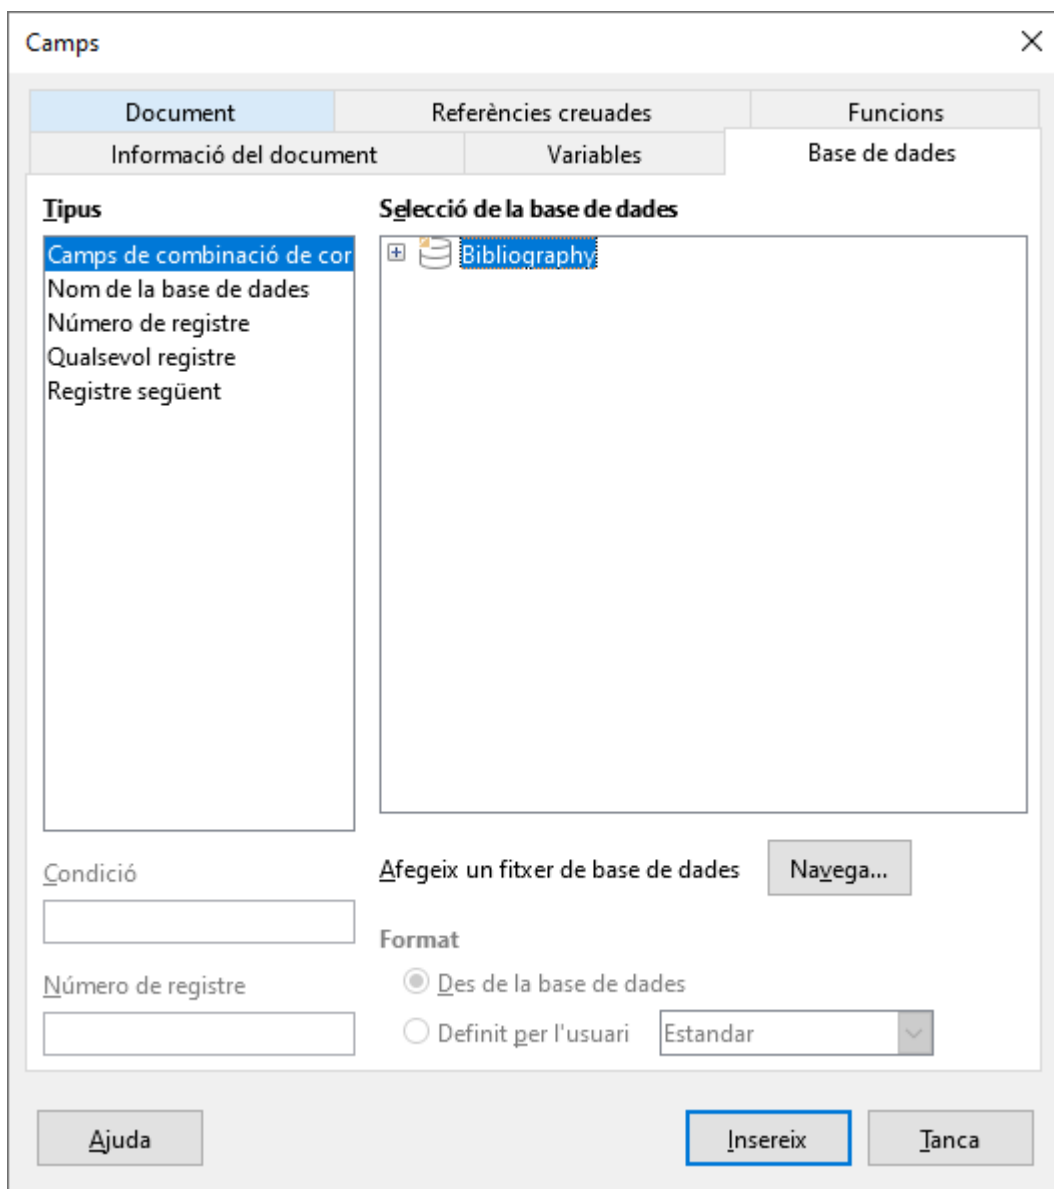 Camps
Document Referències creuades Funcions
Informació del document Variables Base de dades
Tipus
Camps de combinació de cor
Nom de la base de dades
Número de registre
Qualsevol registre
Registre següent
Selecció de la base de dades
Bibliography
Condició
Número de registre
Afegeix un fitxer de base de dades Navega...
Format
Des de la base de dades
Definit per l'usuari Estandar
Ajuda Insereix Tanca